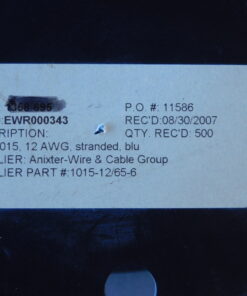 P.O. #: 11586
EWR000343 REC'D:08/30/2007
RIPTION: QTY. REC'D: 500
015, 12 AWG, stranded, blu
LIER: Anixter-Wire & Cable Group
LIER PART #:1015-12/65-6